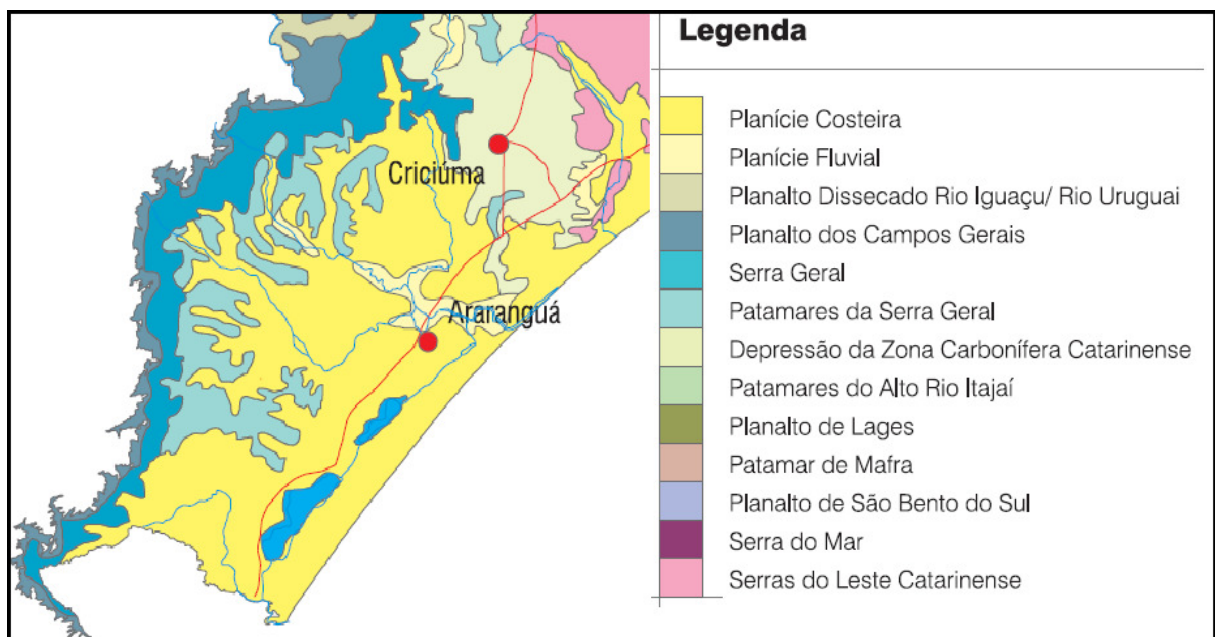 Criciúma
Araranguá
Legenda
Planície Costeira
Planície Fluvial
Planalto Dissecado Rio Iguaçu/ Rio Uruguai
Planalto dos Campos Gerais
Serra Geral
Patamares da Serra Geral
Depressão da Zona Carbonífera Catarinense
Patamares do Alto Rio Itajaí
Planalto de Lages
Patamar de Mafra
Planalto de São Bento do Sul
Serra do Mar
Serras do Leste Catarinense